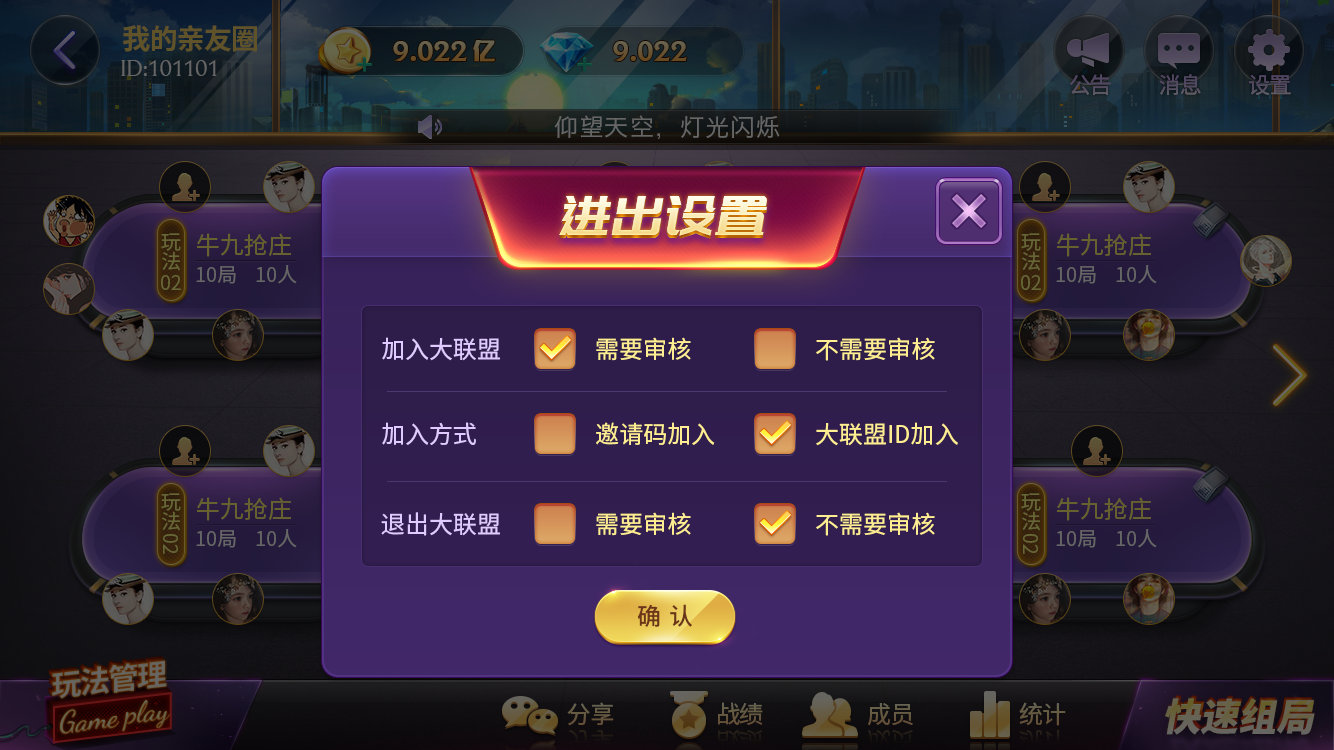 我的亲友圈
ID:101101
9.022亿
9.022
公告
消息
设置
仰望天空，灯光闪烁
进出设置
玩法02
牛九抢庄
10局 10人
玩法02
牛九抢庄
10局 10人
加入大联盟 需要审核 不需要审核
加入方式 邀请码加入 大联盟ID加入
退出大联盟 需要审核 不需要审核
玩法02
牛九抢庄
10局 10人
玩法02
牛九抢庄
10局 10人
确认
玩法管理
Game play
分享
战绩
成员
统计
快速组局